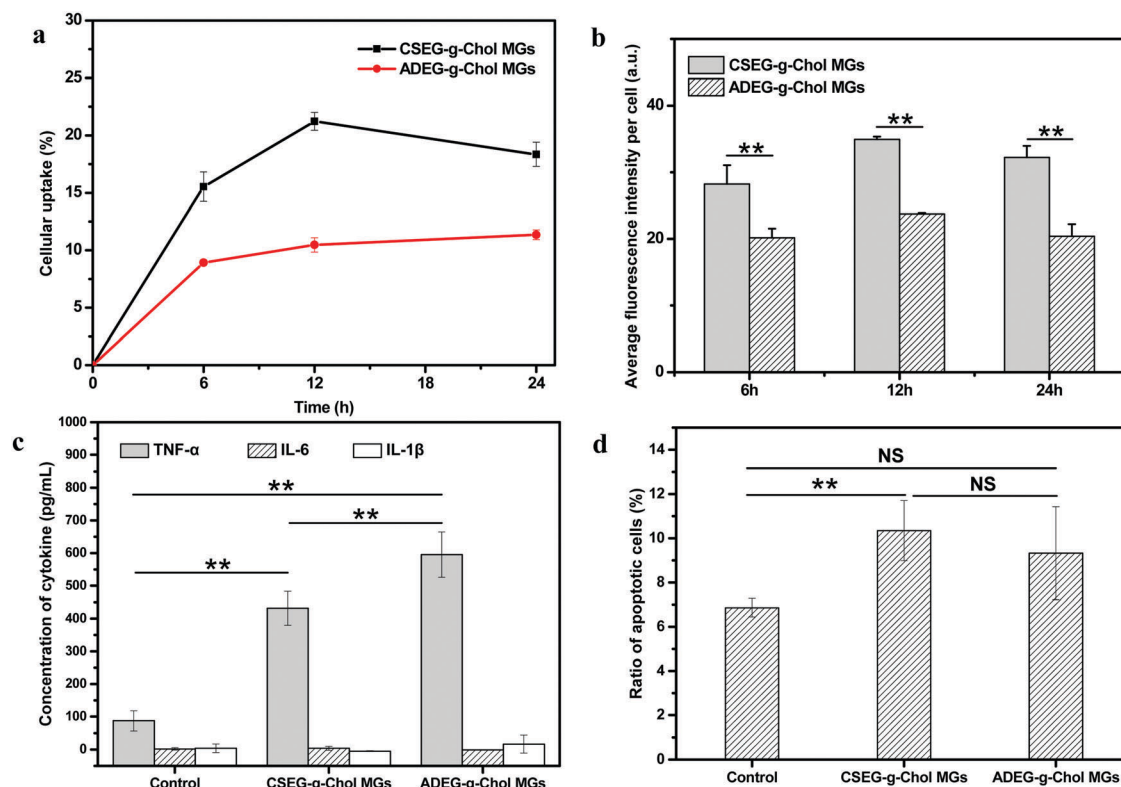 a
30
25
20
15
10
5
0
0
6
12
18
24
Cellular uptake (%)
Time (h)
CSEG-g-Chol MGs
ADEG-g-Chol MGs
b
40
20
0
Average fluorescence intensity per cell (a.u.)
CSEG-g-Chol MGs
ADEG-g-Chol MGs
**
**
**
6h
12h
24h
c
1000
900
800
700
600
500
400
300
200
100
0
Concentration of cytokine (pg/mL)
TNF-α
IL-6
IL-1β
**
**
**
Control
CSEG-g-Chol MGs
ADEG-g-Chol MGs
d
14
12
10
8
6
4
2
0
Ratio of apoptotic cells (%)
NS
**
NS
Control
CSEG-g-Chol MGs
ADEG-g-Chol MGs